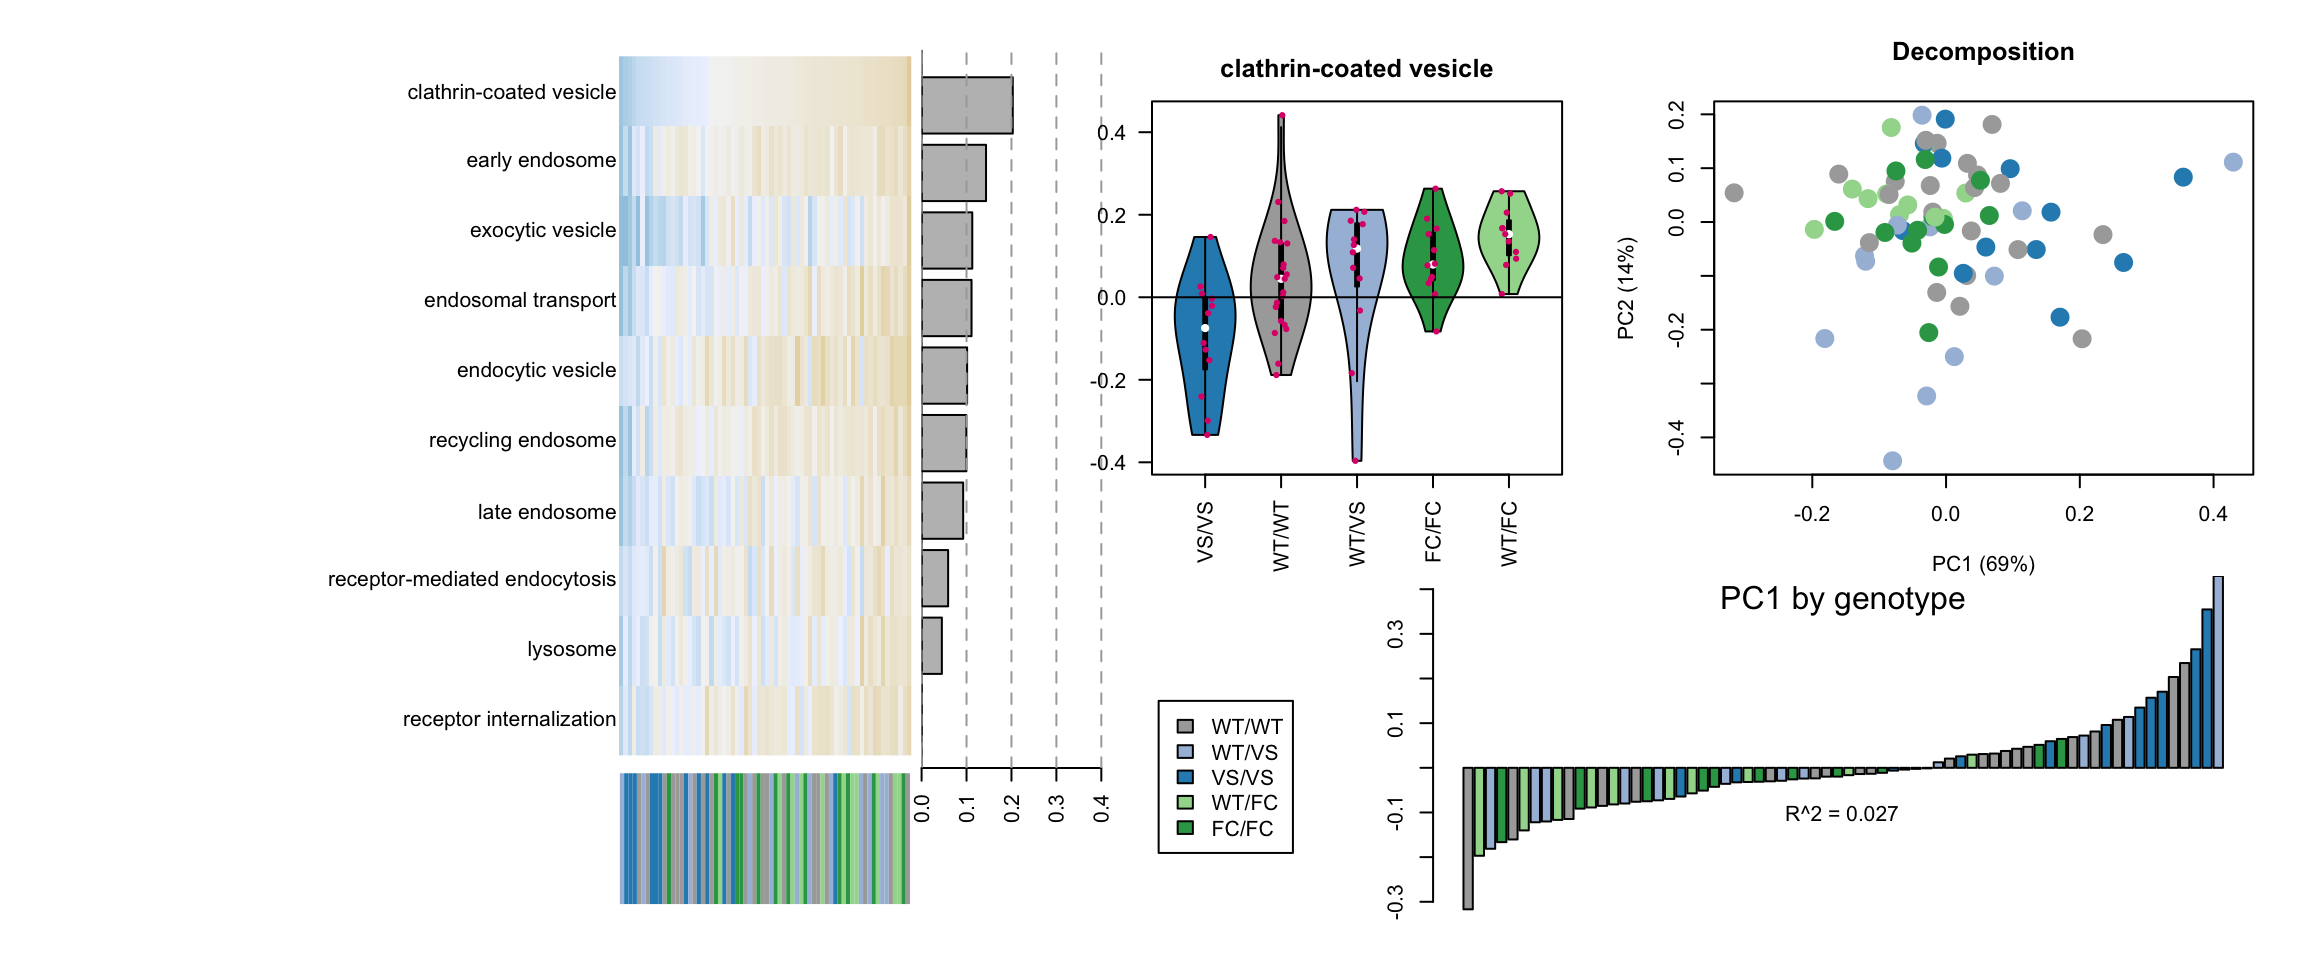 clathrin-coated vesicle
early endosome
exocytic vesicle
endosomal transport
endocytic vesicle
recycling endosome
late endosome
receptor-mediated endocytosis
lysosome
receptor internalization
0.0 0.1 0.2 0.3 0.4
clathrin-coated vesicle
0.4
0.2
0.0
-0.2
-0.4
VS/VS WT/WT WT/VS FC/FC WT/FC
Decomposition
PC2 (14%)
0.2
0.1
0.0
-0.2
-0.4
-0.2 0.0 0.2 0.4
PC1 (69%)
WT/WT
WT/VS
VS/VS
WT/FC
FC/FC
PC1 by genotype
0.3
0.1
-0.1
-0.3
R^2 = 0.027